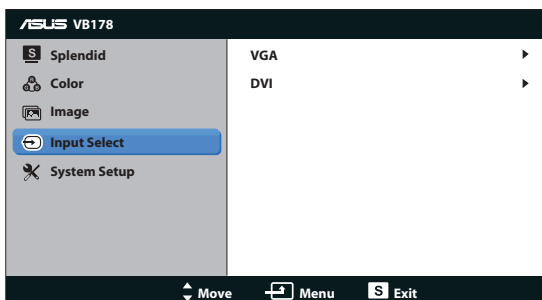 ASUS VB178
S Splendid
VGA
Color
DVI
Image
Input Select
System Setup
Move Menu S Exit